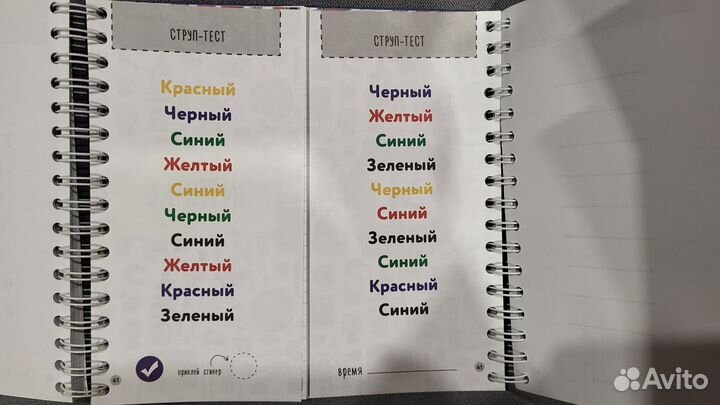 СТРУП-ТЕСТ
Красный
Черный
Синий
Желтый
Синий
Черный
Синий
Желтый
Красный
Зеленый
приклей стикер
61
СТРУП-ТЕСТ
Черный
Желтый
Синий
Зеленый
Черный
Синий
Зеленый
Синий
Красный
Синий
время
61
Avito